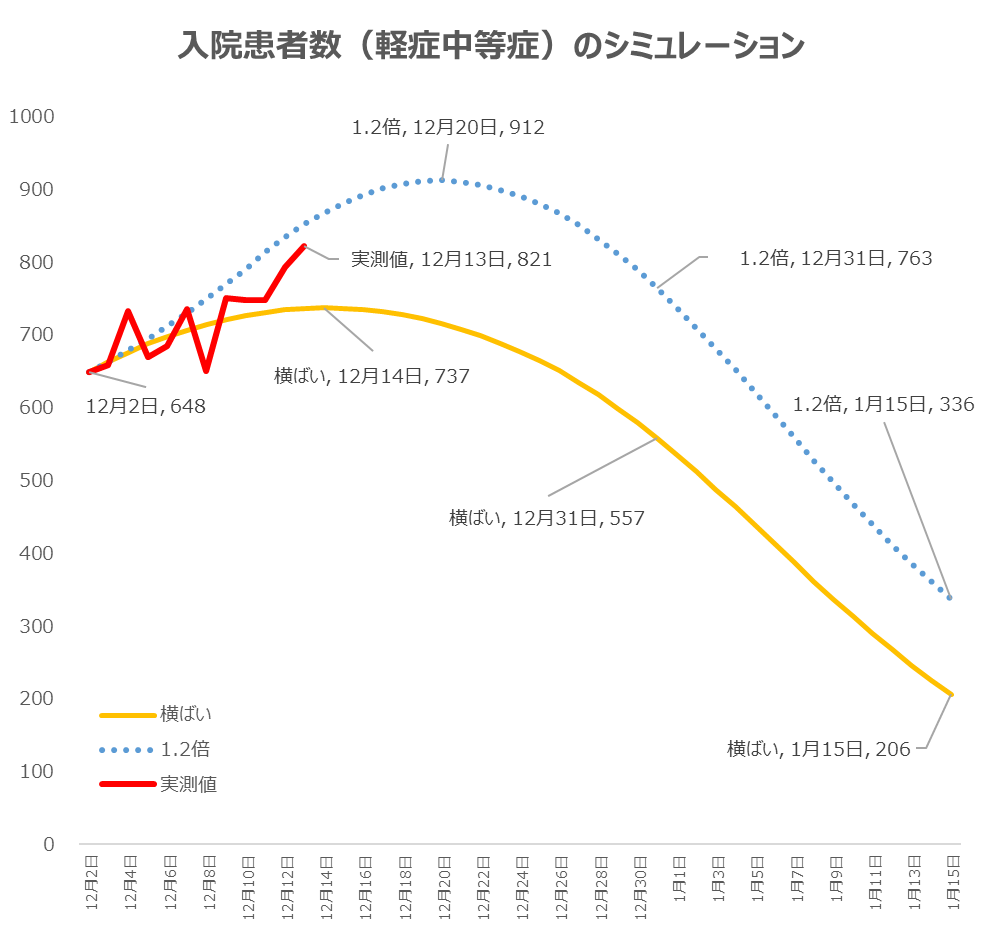 入院患者数（軽症中等症）のシミュレーション
1000
900
800
700
600
500
400
300
200
100
0
1.2倍, 12月20日, 912
実測値, 12月13日, 821
1.2倍, 12月31日, 763
横ばい, 12月14日, 737
12月2日, 648
1.2倍, 1月15日, 336
横ばい, 12月31日, 557
横ばい, 1月15日, 206
横ばい
1.2倍
実測値
12月2日
12月4日
12月6日
12月8日
12月10日
12月12日
12月14日
12月16日
12月18日
12月20日
12月22日
12月24日
12月26日
12月28日
12月30日
1月1日
1月3日
1月5日
1月7日
1月9日
1月11日
1月13日
1月15日